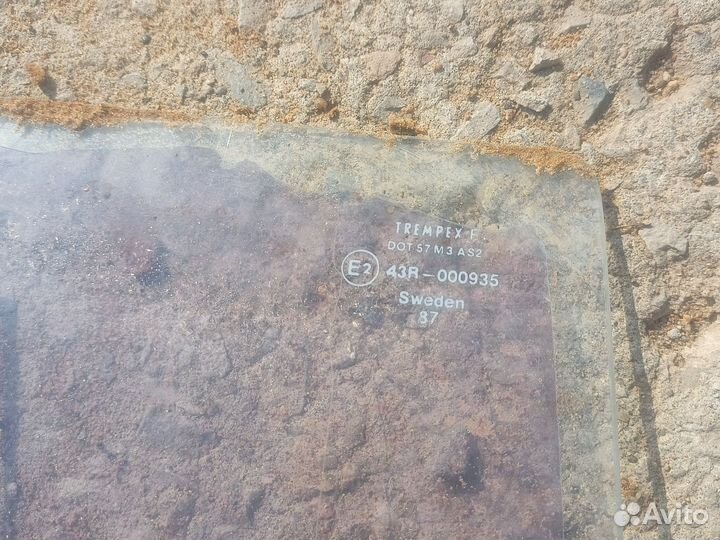 TREMPEX F
DOT 57 M3 AS2
E2 43R-000935
Sweden
87
Avito